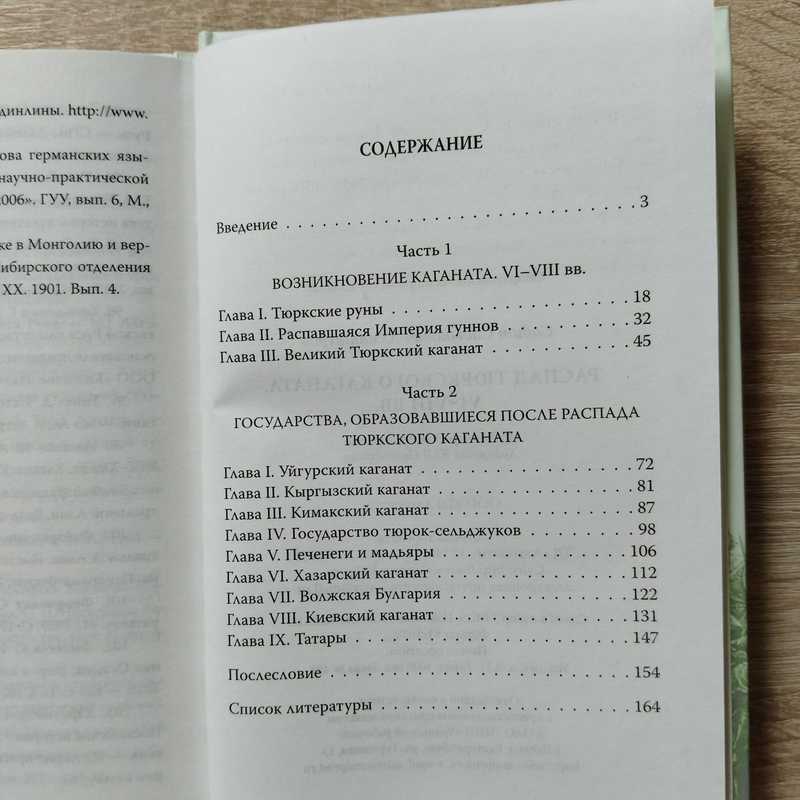 динлины. http://www.
ова германских язы-
научно-практической
2006». ГУУ, вып. 6, М.,
ке в Монголию и вер-
ибирского отделения
XX. 1901. Вып. 4.
СОДЕРЖАНИЕ
Введение . . . . . . . . . . . . . . . . . . . . . . . . . . . . . . 3
Часть 1
ВОЗНИКНОВЕНИЕ КАГАНАТА. VI–VIII вв.
Глава I. Тюркские руны . . . . . . . . . . . . . . . . . . . . 18
Глава II. Распавшаяся Империя гуннов . . . . . . . . . . . 32
Глава III. Великий Тюркский каганат . . . . . . . . . . . . 45
Часть 2
ГОСУДАРСТВА, ОБРАЗОВАВШИЕСЯ ПОСЛЕ РАСПАДА
ТЮРКСКОГО КАГАНАТА
Глава I. Уйгурский каганат . . . . . . . . . . . . . . . . . . 72
Глава II. Кыргызский каганат . . . . . . . . . . . . . . . . 81
Глава III. Кимакский каганат . . . . . . . . . . . . . . . . 87
Глава IV. Государство тюрок-сельджуков . . . . . . . . . 98
Глава V. Печенеги и мадьяры . . . . . . . . . . . . . . . 106
Глава VI. Хазарский каганат . . . . . . . . . . . . . . . . 112
Глава VII. Волжская Булгария . . . . . . . . . . . . . . . 122
Глава VIII. Киевский каганат . . . . . . . . . . . . . . . 131
Глава IX. Татары . . . . . . . . . . . . . . . . . . . . . . 147
Послесловие . . . . . . . . . . . . . . . . . . . . . . . . . 154
Список литературы . . . . . . . . . . . . . . . . . . . . . 164